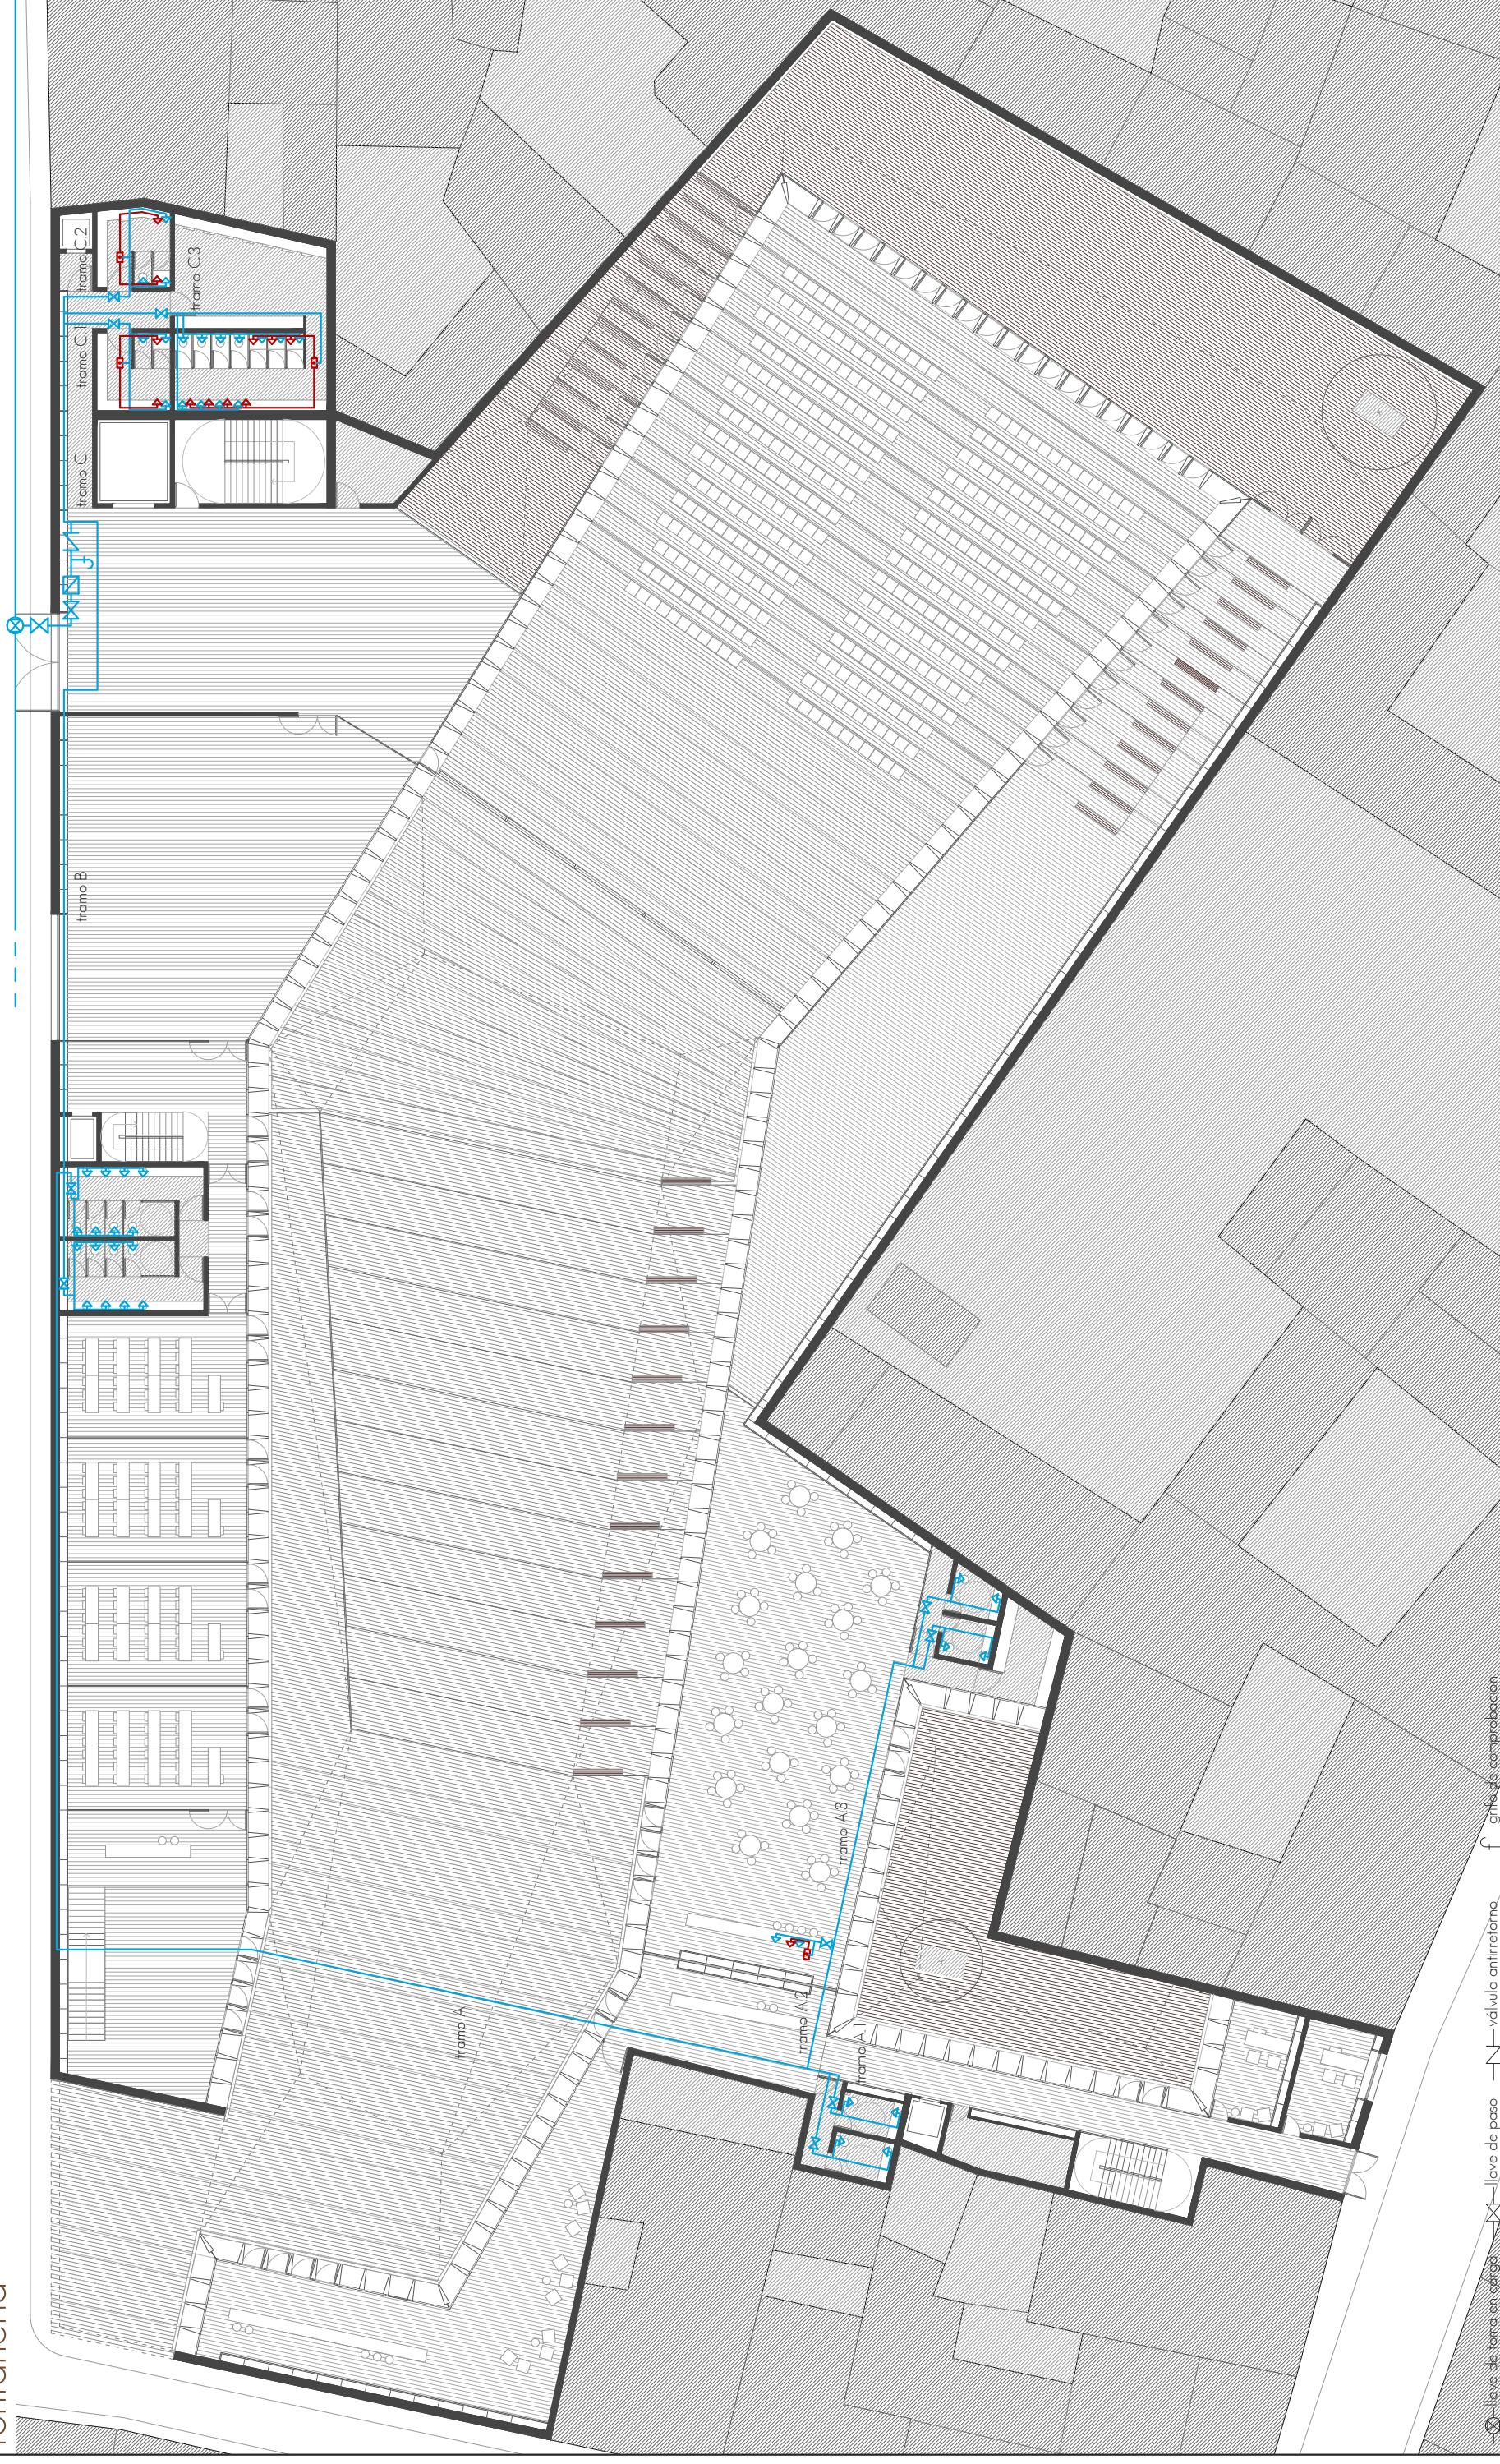 tramo C2
tramo C3
tramo C1
tramo C
tramo B
tramo A
tramo A3
tramo A2
tramo A1
llave de toma en carga
llave de paso
válvula antirretorno
grifo de comprobación